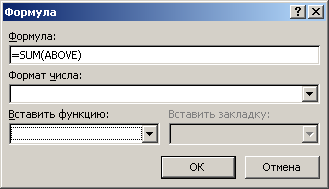 Формула
Формула:
=SUM(ABOVE)
Формат числа:
Вставить функцию: Вставить закладку:
ОК Отмена